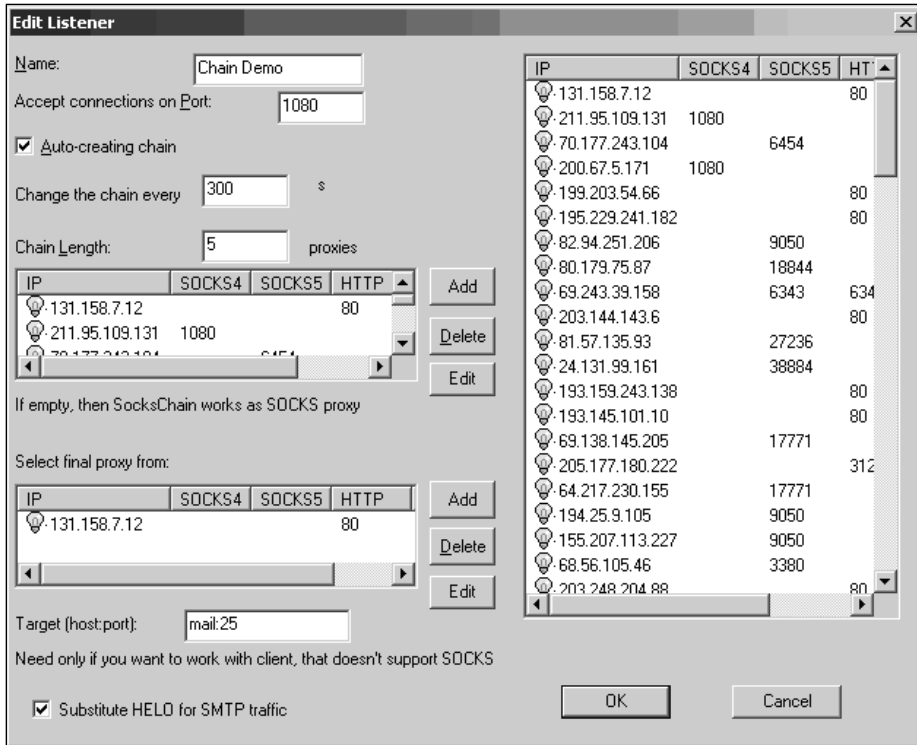 Edit Listener
Name: Chain Demo
Accept connections on Port: 1080
Auto-creating chain
Change the chain every 300 s
Chain Length: 5 proxies
IP SOCKS4 SOCKS5 HTTP
131.158.7.12 80
211.95.109.131 1080
Add
Delete
Edit
If empty, then SocksChain works as SOCKS proxy
Select final proxy from:
IP SOCKS4 SOCKS5 HTTP
131.158.7.12 80
Add
Delete
Edit
Target (host:port): mail:25
Need only if you want to work with client, that doesn't support SOCKS
Substitute HELO for SMTP traffic
IP SOCKS4 SOCKS5 HT
131.158.7.12 80
211.95.109.131 1080
70.177.243.104 6454
200.67.5.171 1080
199.203.54.66 80
195.229.241.182 80
82.94.251.206 9050
80.179.75.87 18844
69.243.39.158 6343 634
203.144.143.6 80
81.57.135.93 27236
24.131.99.161 38884
193.159.243.138 80
193.145.101.10 80
69.138.145.205 17771
205.177.180.222 312
64.217.230.155 17771
194.25.9.105 9050
155.207.113.227 9050
68.56.105.46 3380
203.248.204.88 80
OK
Cancel